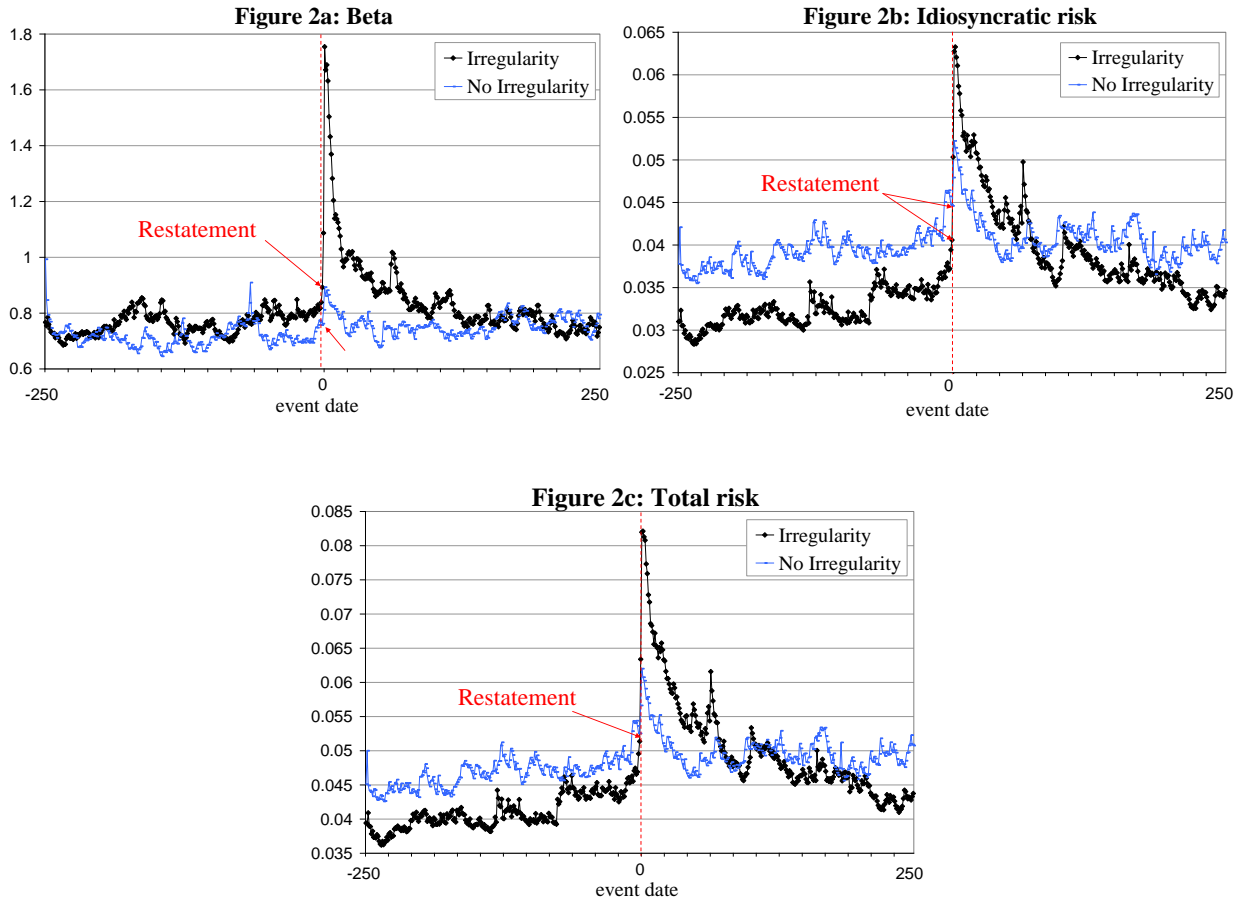 Figure 2a: Beta
1.8
1.6
1.4
1.2
1
0.8
0.6
-250
0
250
event date
Irregularity
No Irregularity
Restatement
Figure 2b: Idiosyncratic risk
0.065
0.06
0.055
0.05
0.045
0.04
0.035
0.03
0.025
-250
0
250
event date
Irregularity
No Irregularity
Restatement
Figure 2c: Total risk
0.085
0.08
0.075
0.07
0.065
0.06
0.055
0.05
0.045
0.04
0.035
-250
0
250
event date
Irregularity
No Irregularity
Restatement